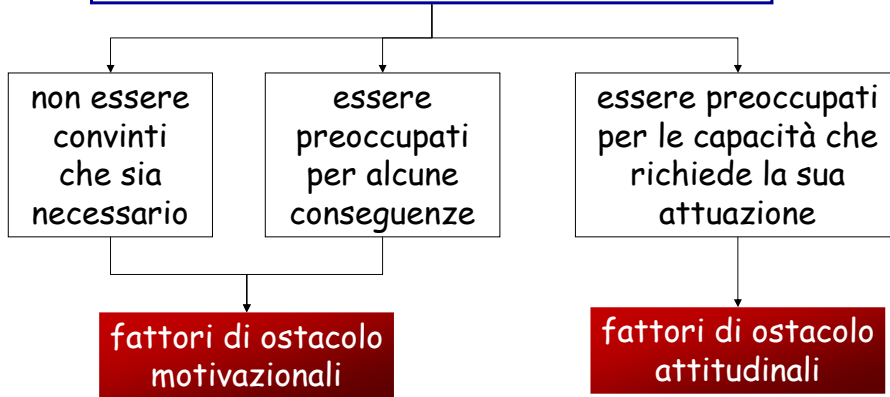 non essere
convinti
che sia
necessario
essere
preoccupati
per alcune
conseguenze
essere preoccupati
per le capacità che
richiede la sua
attuazione
fattori di ostacolo
motivazionali
fattori di ostacolo
attitudinali